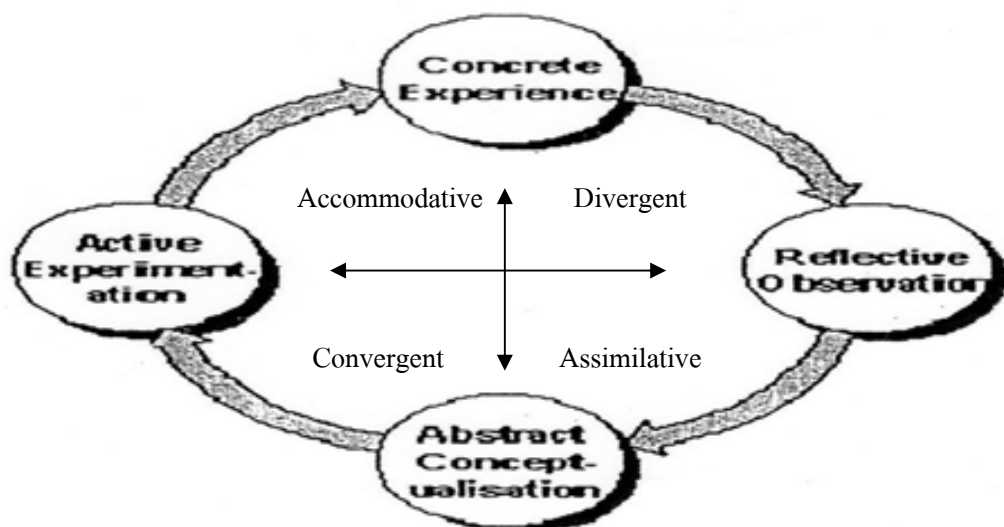 Concrete
Experience
Accommodative
Divergent
Active
Experiment-
ation
Reflective
Observation
Convergent
Assimilative
Abstract
Concept-
ualisation